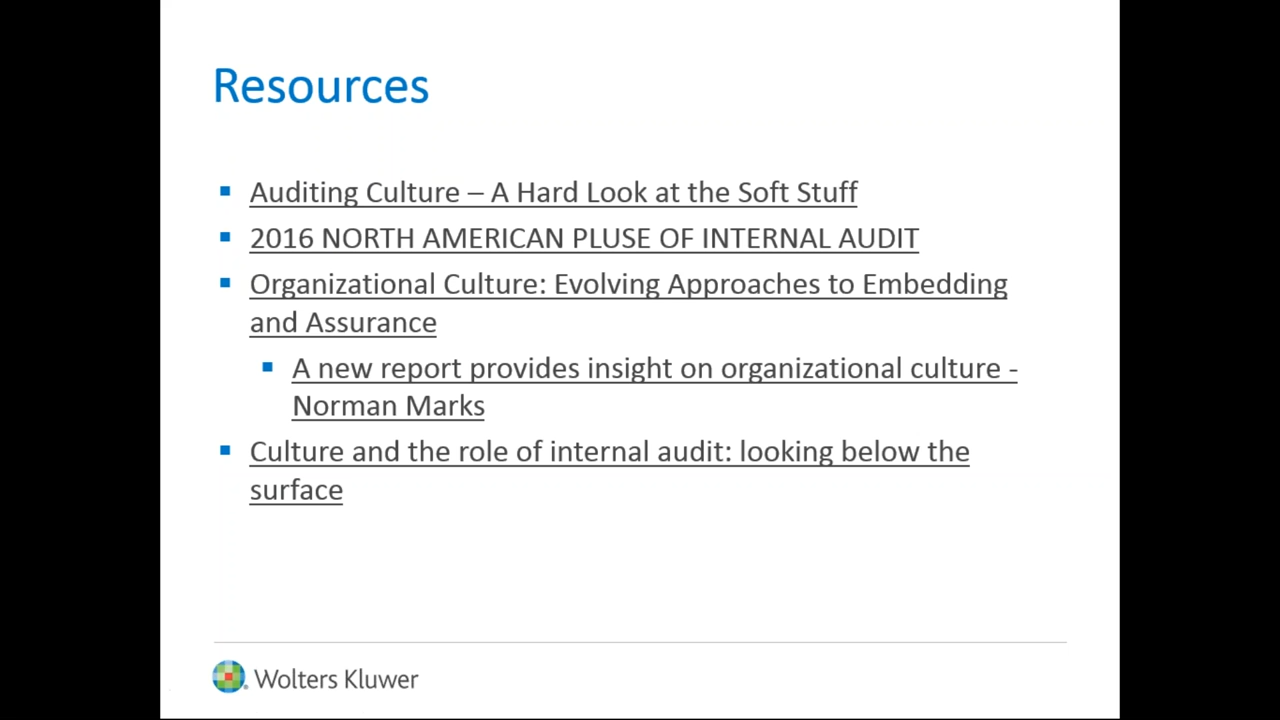 Resources
Auditing Culture – A Hard Look at the Soft Stuff
2016 NORTH AMERICAN PLUSE OF INTERNAL AUDIT
Organizational Culture: Evolving Approaches to Embedding
and Assurance
A new report provides insight on organizational culture -
Norman Marks
Culture and the role of internal audit: looking below the
surface
Wolters Kluwer